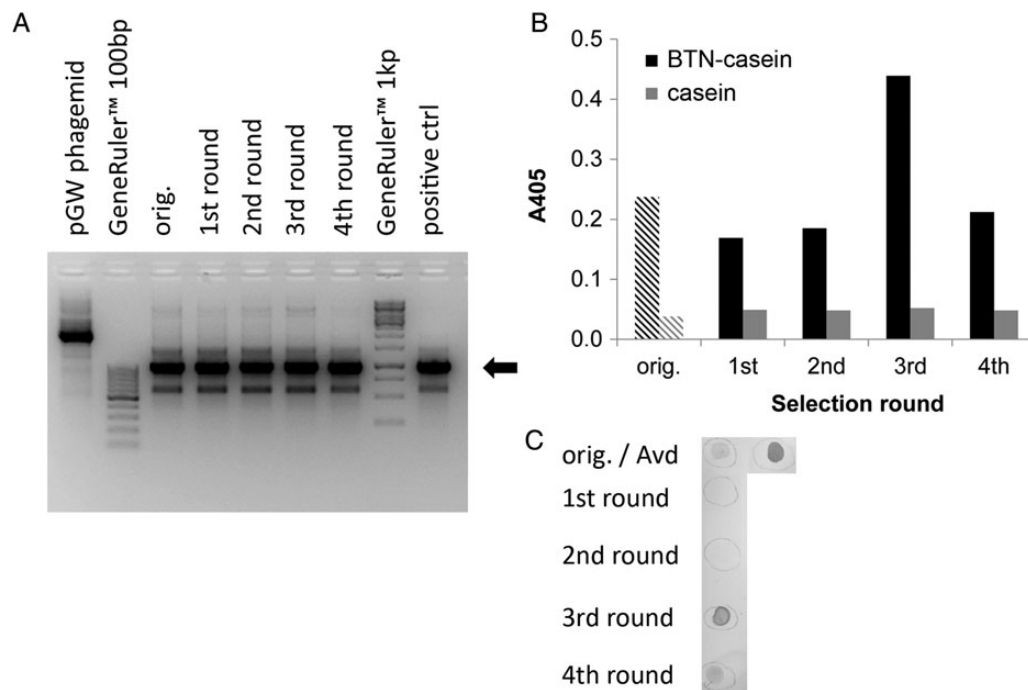 A
pGW phagemid
GeneRuler™ 100bp
orig.
1st round
2nd round
3rd round
4th round
GeneRuler™ 1kp
positive ctrl
B
0.5
0.4
0.3
0.2
0.1
0.0
A405
BTN-casein
casein
orig. 1st 2nd 3rd 4th
Selection round
C
orig. / Avd
1st round
2nd round
3rd round
4th round